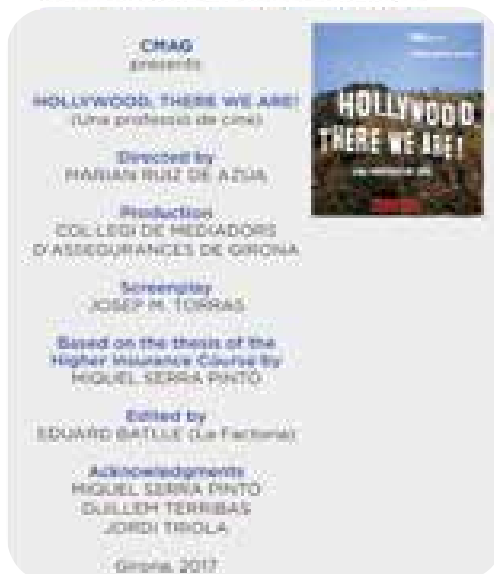 CMAG
presents
HOLLYWOOD, THERE WE ARE!
(Una professió de cine)
Directed by
MARIAN RUIZ DE AZUA
Production
COL·LEGI DE MEDIADORS
D'ASSEGURANCES DE GIRONA
Screenplay
JOSEP M. TORRAS
Based on the thesis of the
Higher Insurance Course by
MIQUEL SERRA PINTÓ
Edited by
EDUARD BATLLE (La Factoria)
Acknowledgments
MIQUEL SERRA PINTÓ
GUILLEM TERRIBAS
JORDI TRIOLA
Girona, 2017
HOLLYWOOD,
THERE WE ARE!